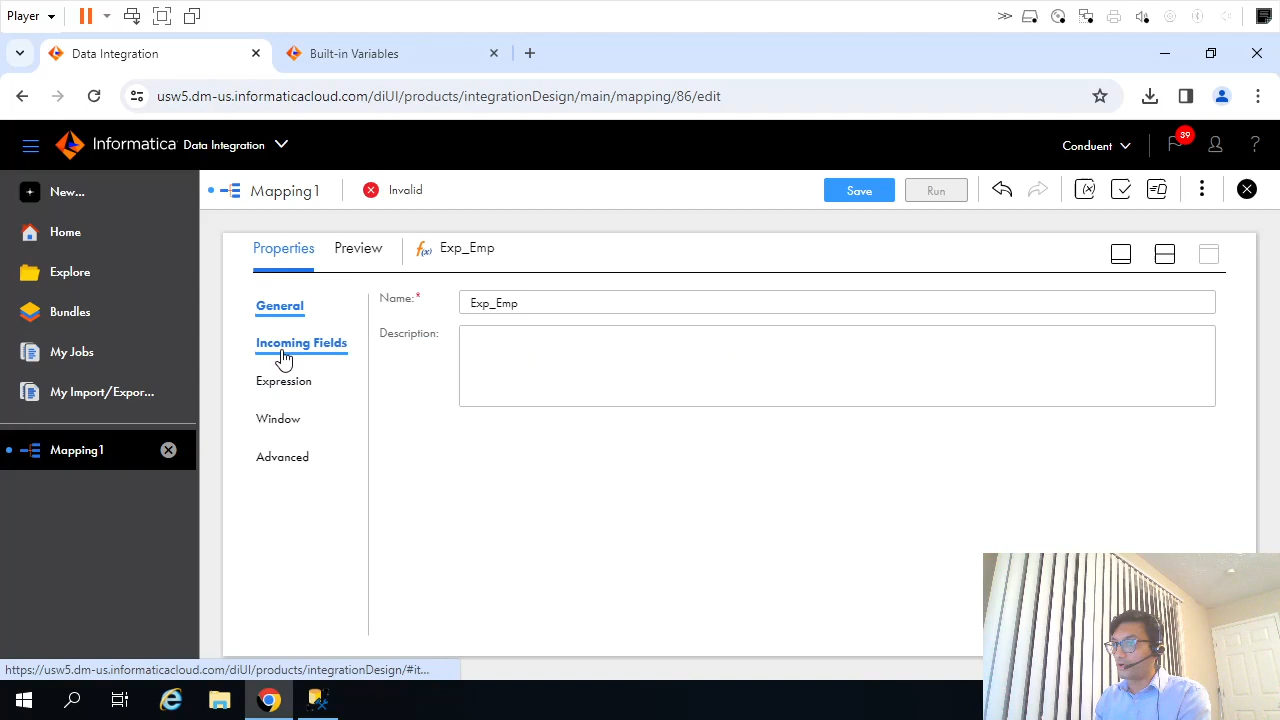 Player
Data Integration
Built-in Variables
usw5.dm-us.informaticacloud.com/diUI/products/integrationDesign/main/mapping/86/edit
Informatica Data Integration
Conduent
39
New...
Home
Explore
Bundles
My Jobs
My Import/Expor...
Mapping1
Mapping1
Invalid
Save
Run
Properties
Preview
f(x) Exp_Emp
General
Incoming Fields
Expression
Window
Advanced
Name:*
Exp_Emp
Description:
https://usw5.dm-us.informaticacloud.com/diUI/products/integrationDesign/#it...